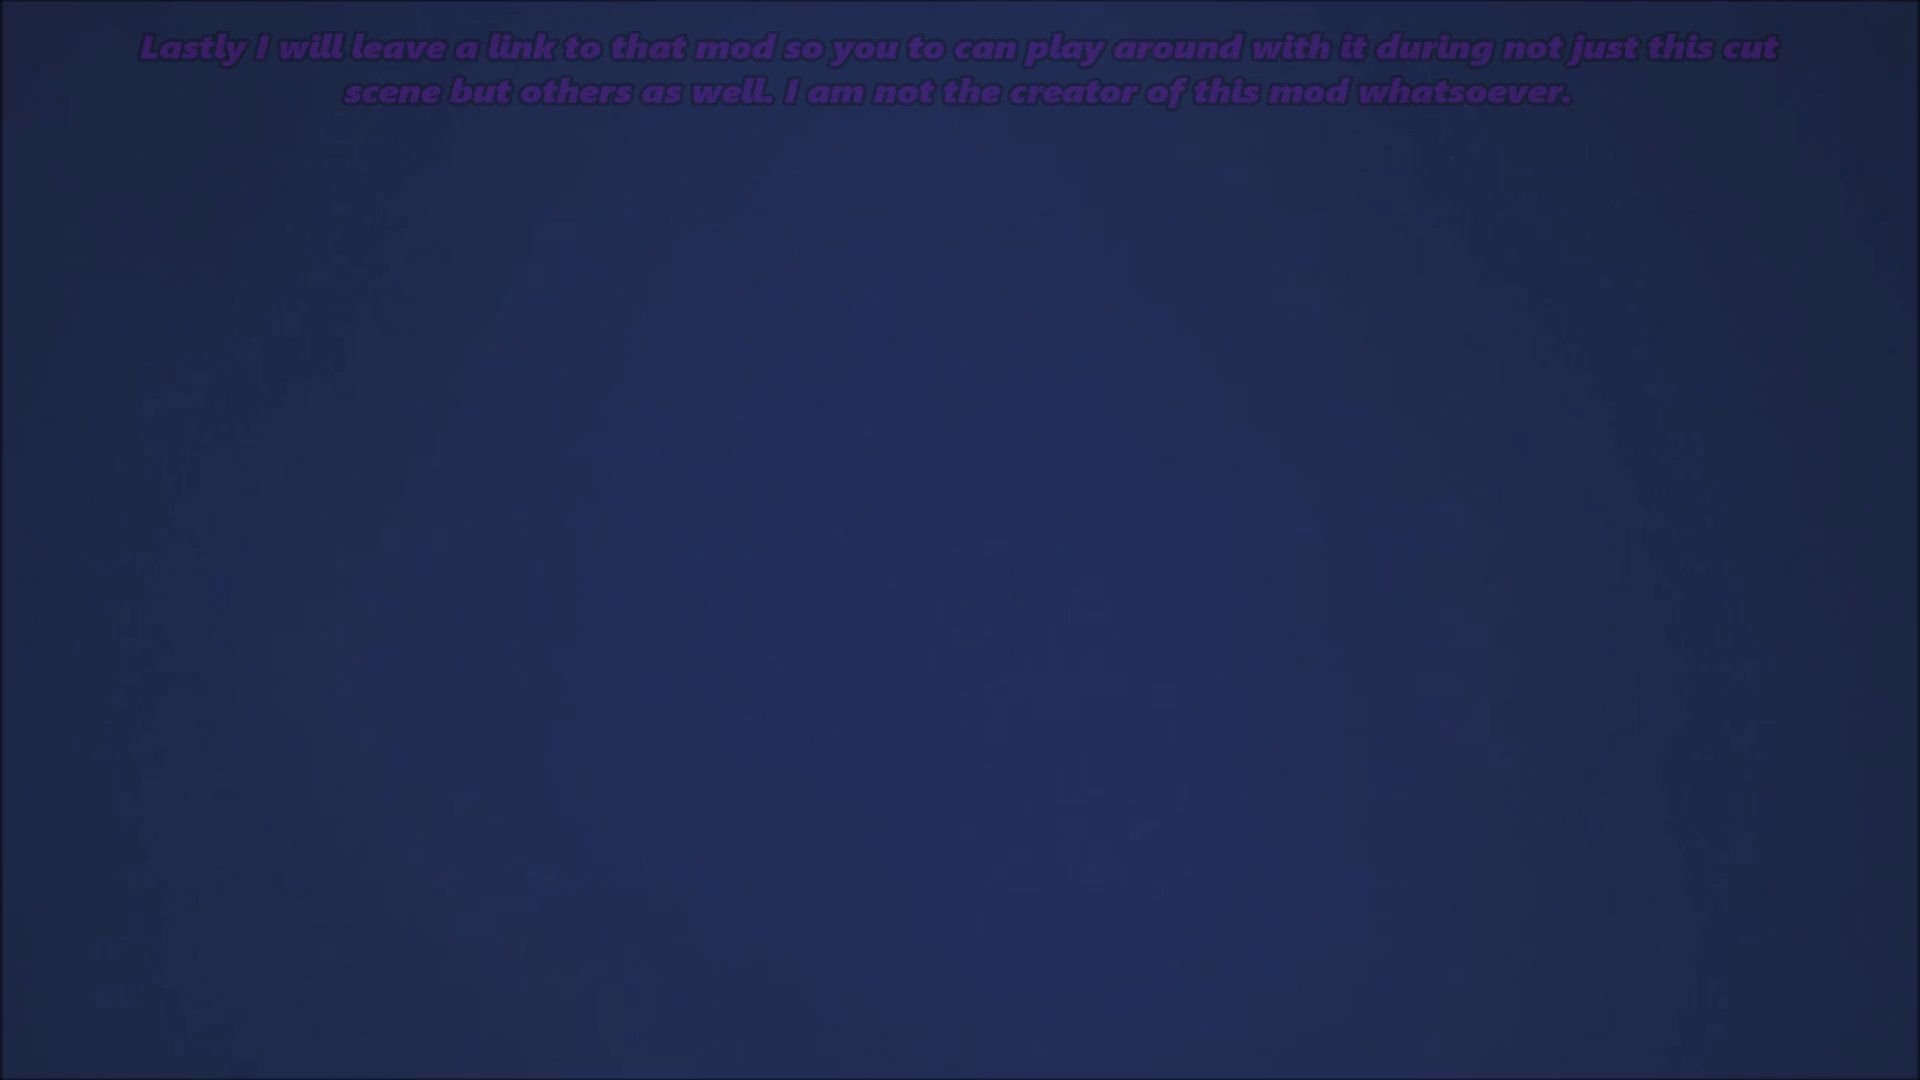 Lastly I will leave a link to that mod so you to can play around with it during not just this cut
scene but others as well. I am not the creator of this mod whatsoever.